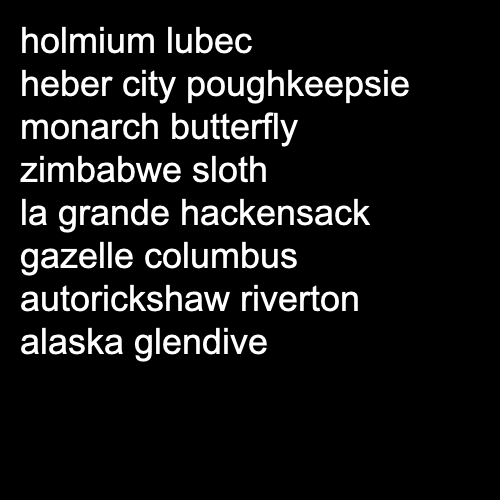 holmium lubec
heber city poughkeepsie
monarch butterfly
zimbabwe sloth
la grande hackensack
gazelle columbus
autorickshaw riverton
alaska glendive